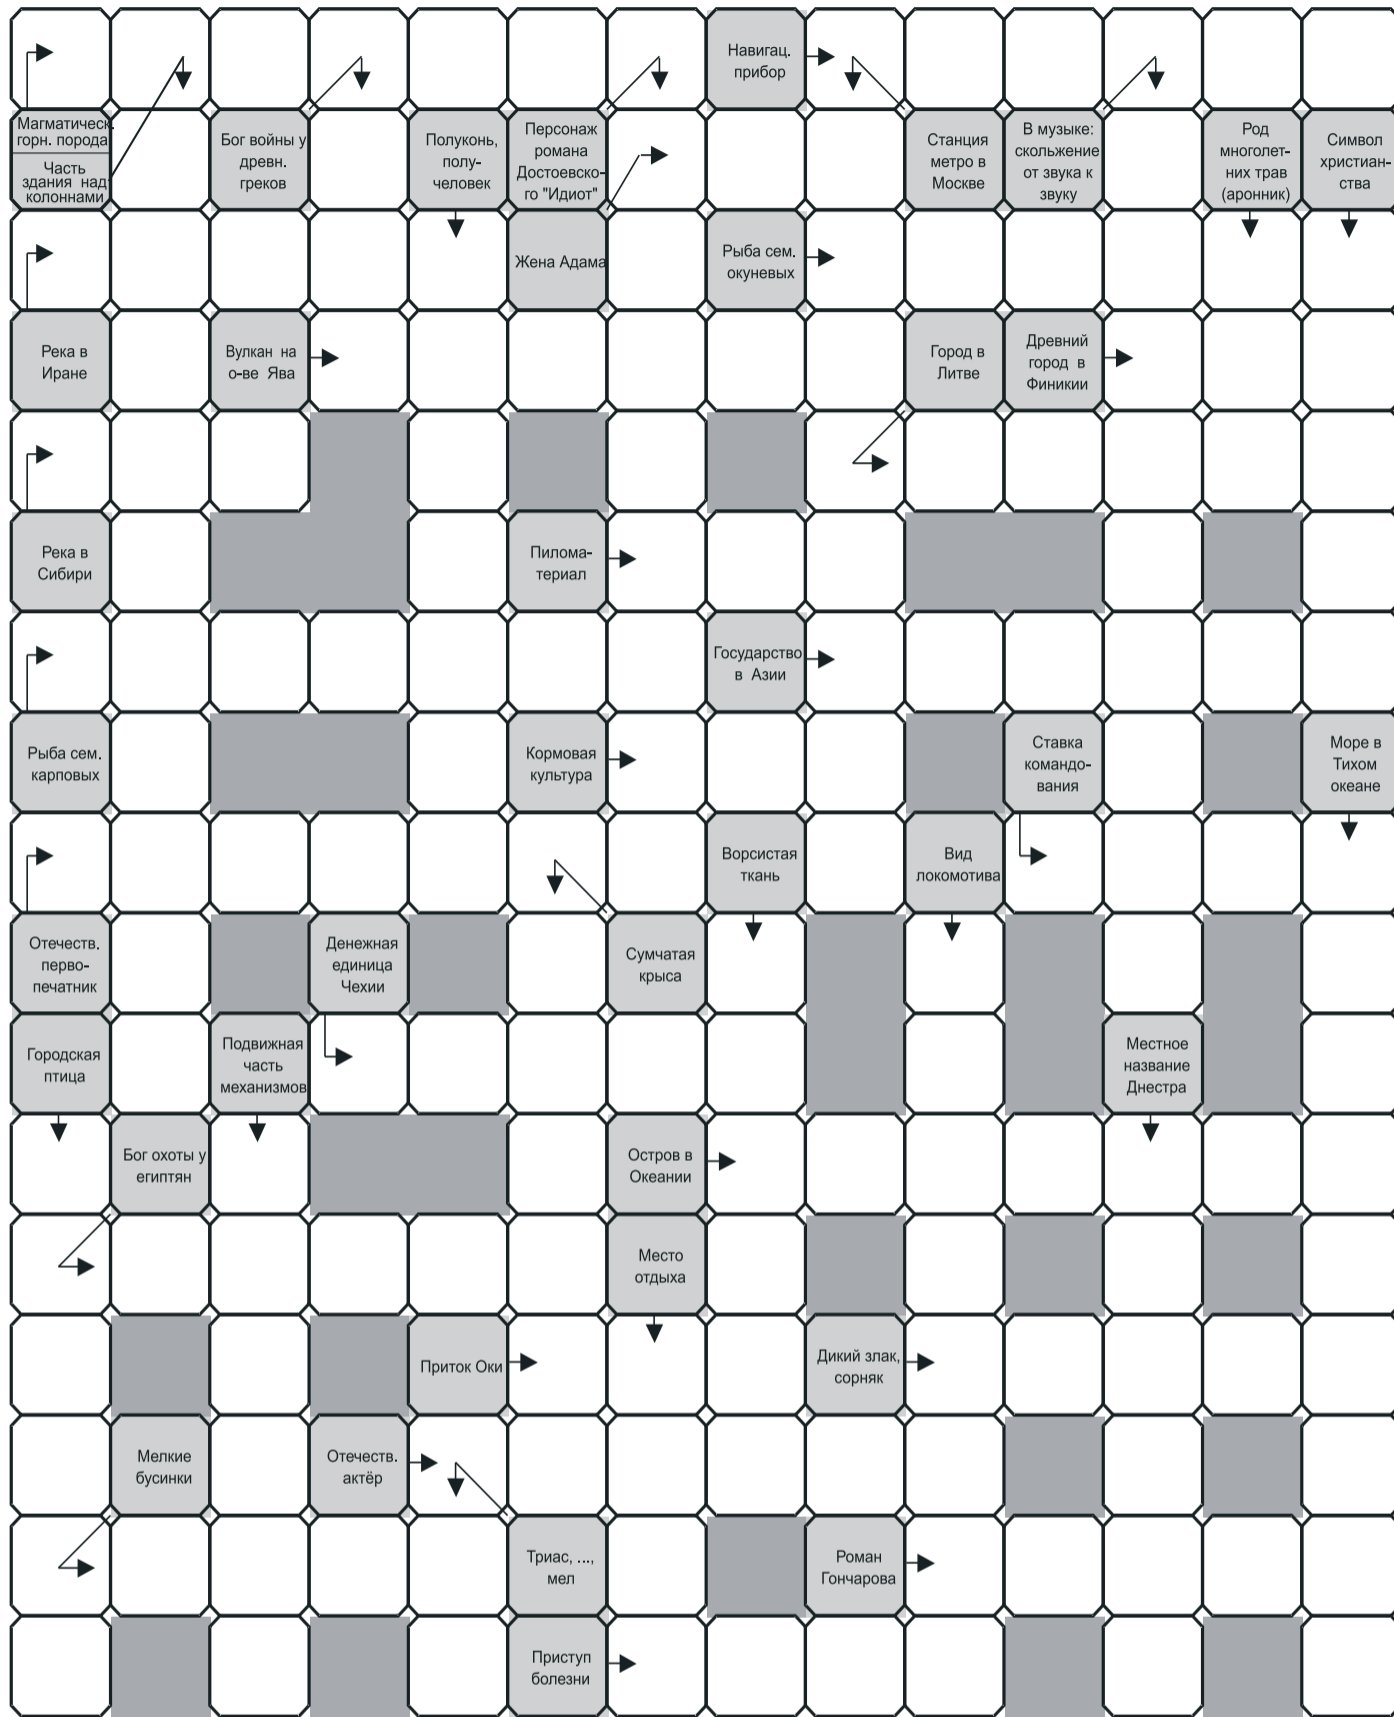 Навигац.
прибор
Магматическ.
горн. порода
Часть
здания над
колоннами
Бог войны у
древн.
греков
Полуконь,
полу-
человек
Персонаж
романа
Достоевско-
го "Идиот"
Станция
метро в
Москве
В музыке:
скольжение
от звука к
звуку
Род
многолет-
них трав
(аронник)
Символ
христиан-
ства
Жена Адама
Рыба сем.
окуневых
Река в
Иране
Вулкан на
о-ве Ява
Город в
Литве
Древний
город в
Финикии
Река в
Сибири
Пилома-
териал
Государство
в Азии
Рыба сем.
карповых
Кормовая
культура
Ставка
командо-
вания
Море в
Тихом
океане
Ворсистая
ткань
Вид
локомотива
Отечеств.
перво-
печатник
Денежная
единица
Чехии
Сумчатая
крыса
Городская
птица
Подвижная
часть
механизмов
Местное
название
Днестра
Бог охоты у
египтян
Остров в
Океании
Место
отдыха
Приток Оки
Дикий злак,
сорняк
Мелкие
бусинки
Отечеств.
актёр
Триас, ...,
мел
Роман
Гончарова
Приступ
болезни